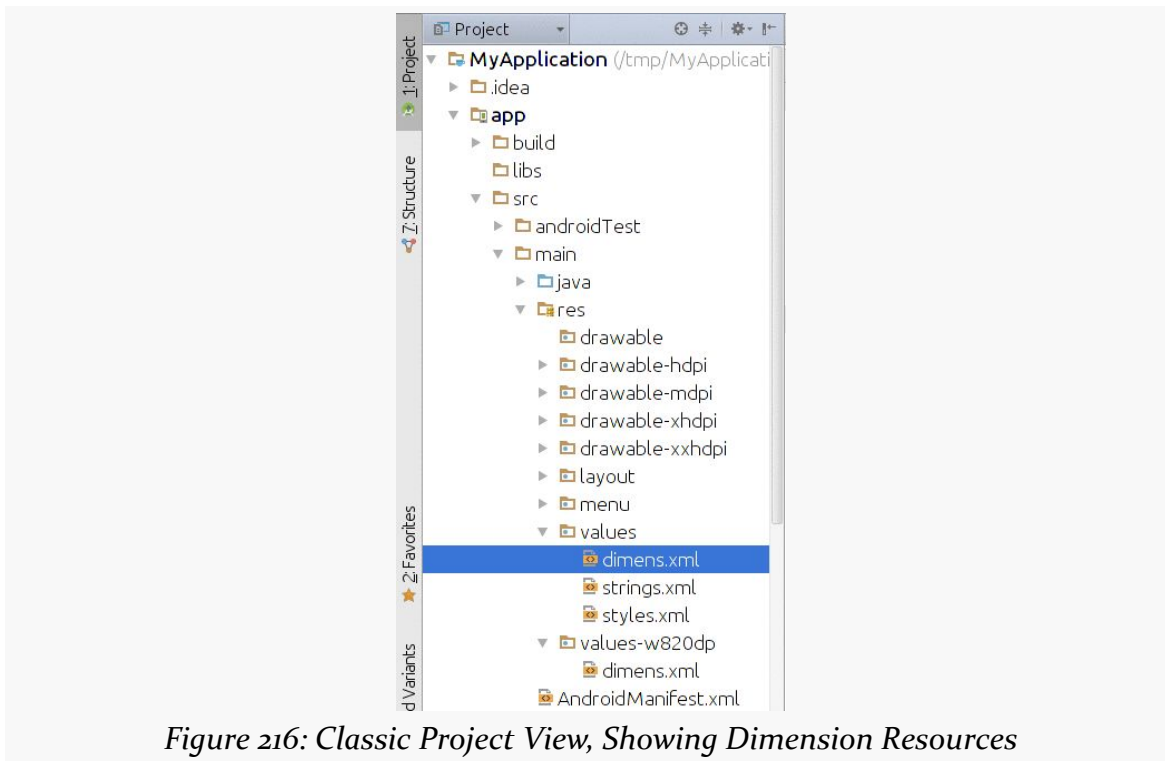 Project
MyApplication (/tmp/MyApplicati
.idea
app
build
libs
src
androidTest
main
java
res
drawable
drawable-hdpi
drawable-mdpi
drawable-xhdpi
drawable-xxhdpi
layout
menu
values
dimens.xml
strings.xml
styles.xml
values-w820dp
dimens.xml
AndroidManifest.xml
1: Project
7: Structure
2: Favorites
d Variants
Figure 216: Classic Project View, Showing Dimension Resources